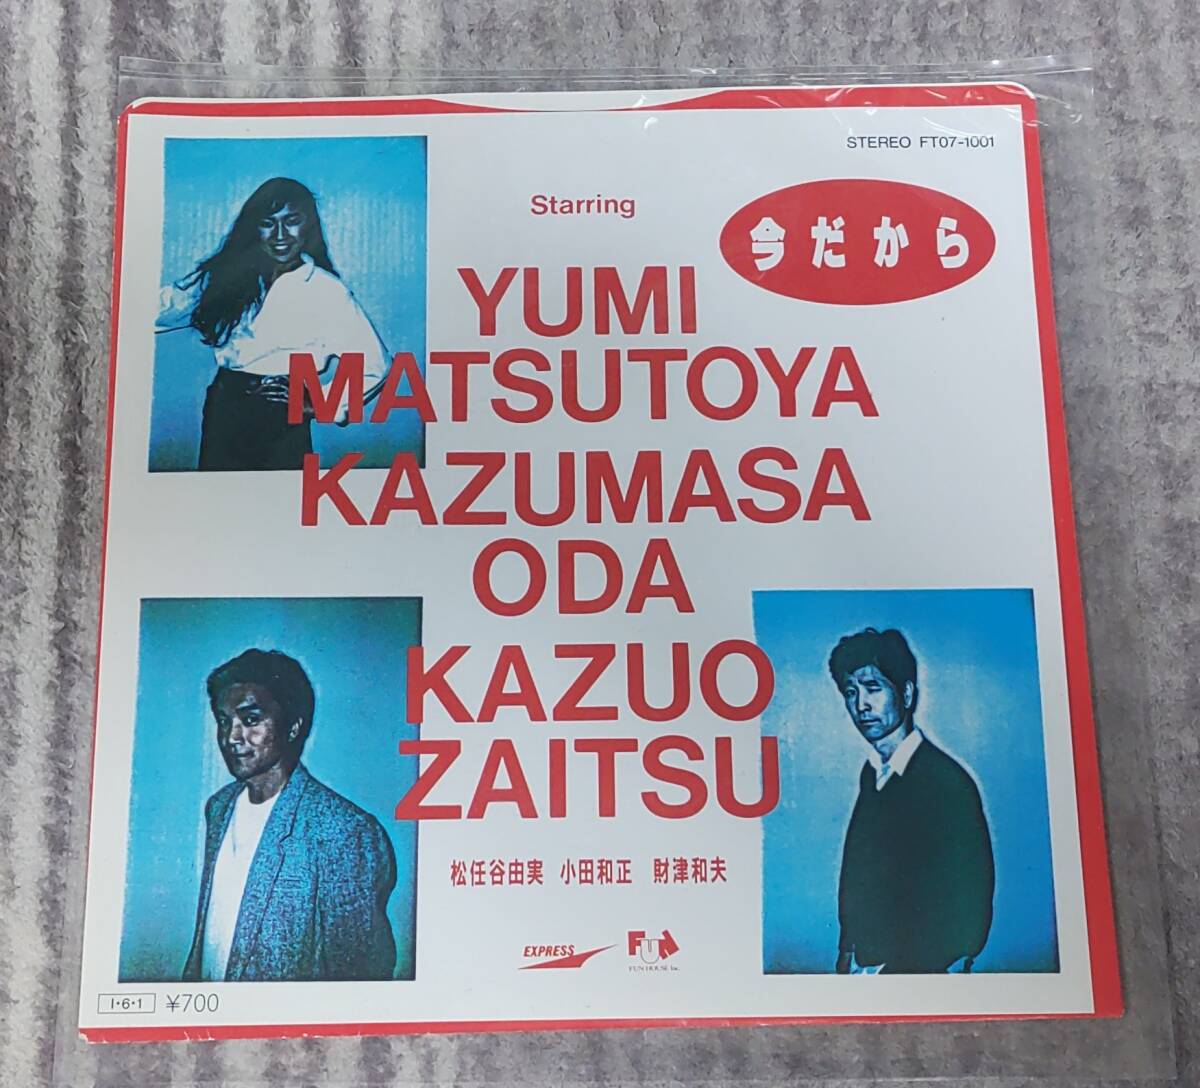 STEREO FT07-1001
Starring
今だから
YUMI
MATSUTOYA
KAZUMASA
ODA
KAZUO
ZAITSU
松任谷由実 小田和正 財津和夫
EXPRESS
FUN
FUN HOUSE Inc.
I・6・1 ¥700